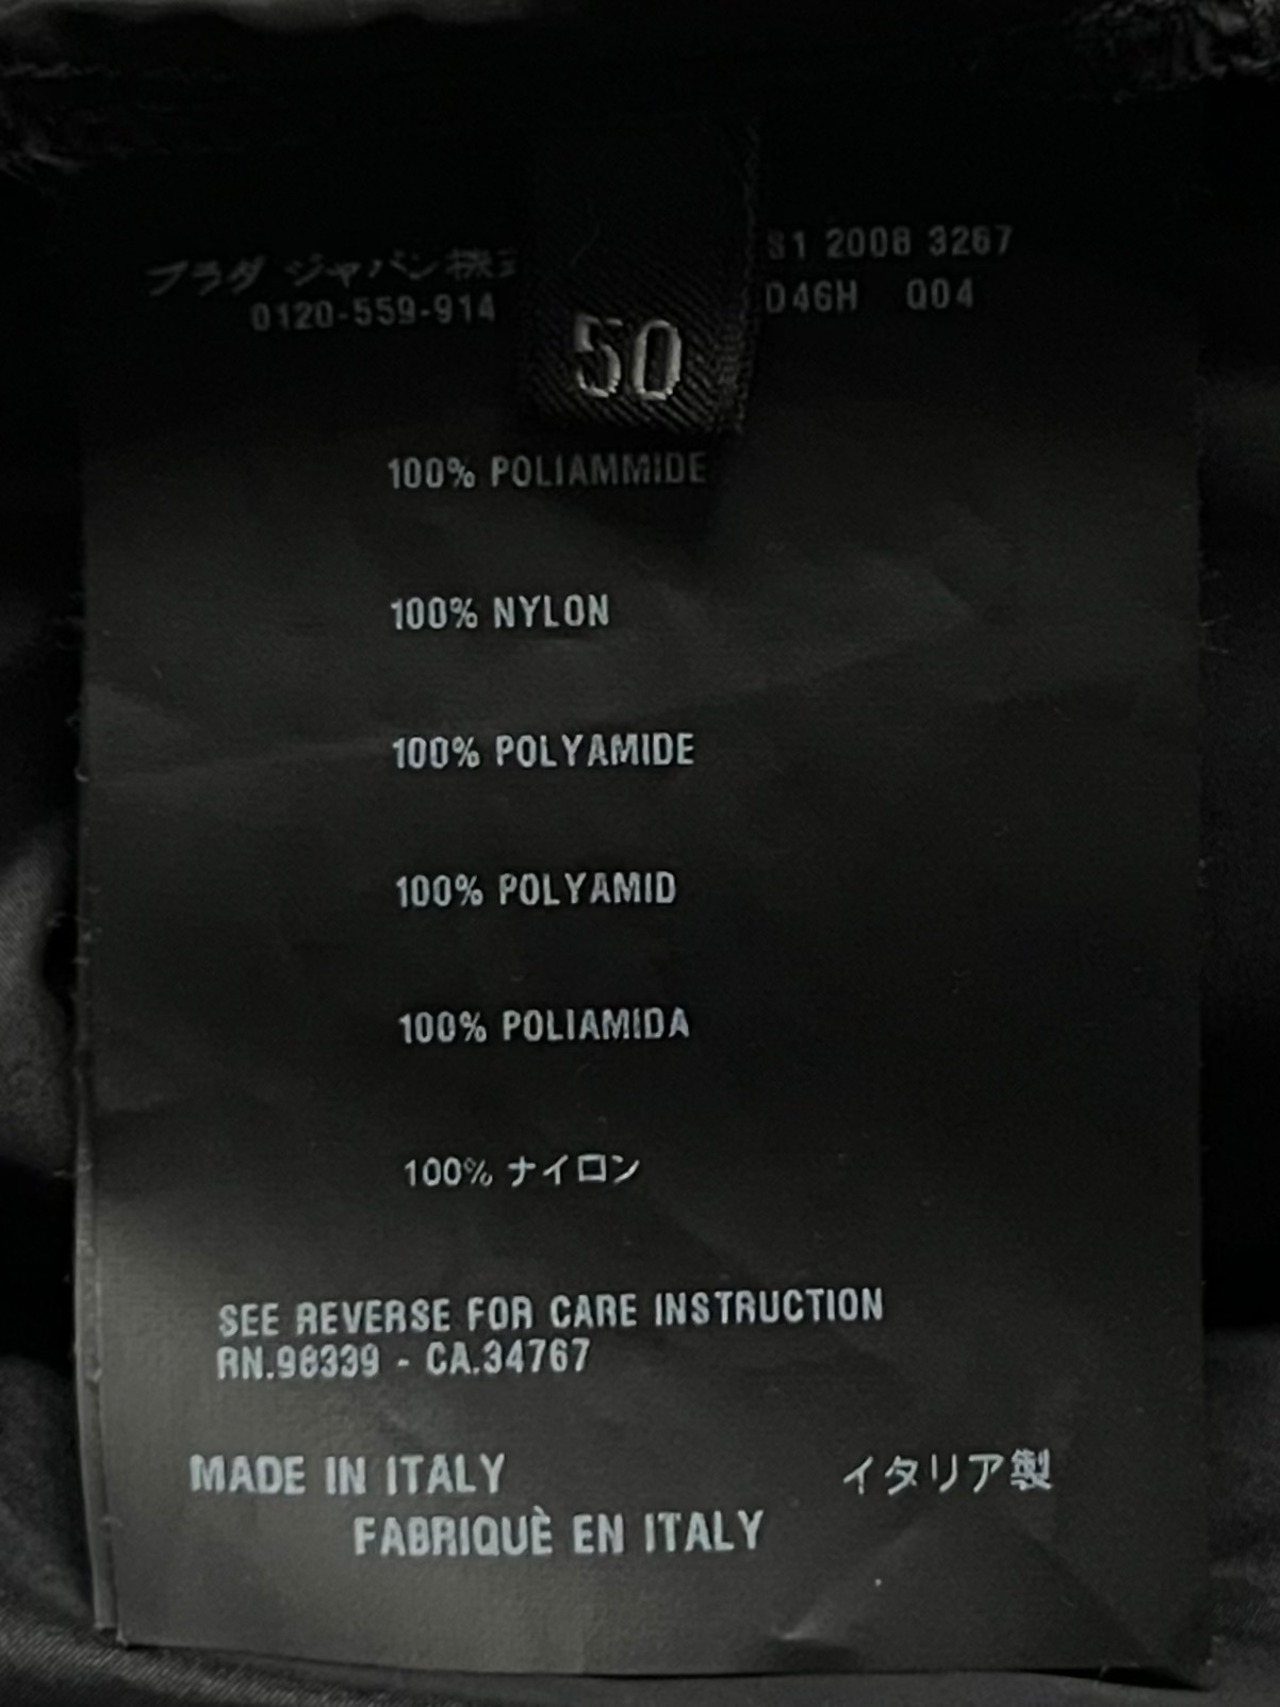 プラダ ジャパン株式
0120-559-914
S1 2008 3267
D46H Q04
50
100% POLIAMMIDE
100% NYLON
100% POLYAMIDE
100% POLYAMID
100% POLIAMIDA
100% ナイロン
SEE REVERSE FOR CARE INSTRUCTION
RN.98339 - CA.34767
MADE IN ITALY
イタリア製
FABRIQUÈ EN ITALY